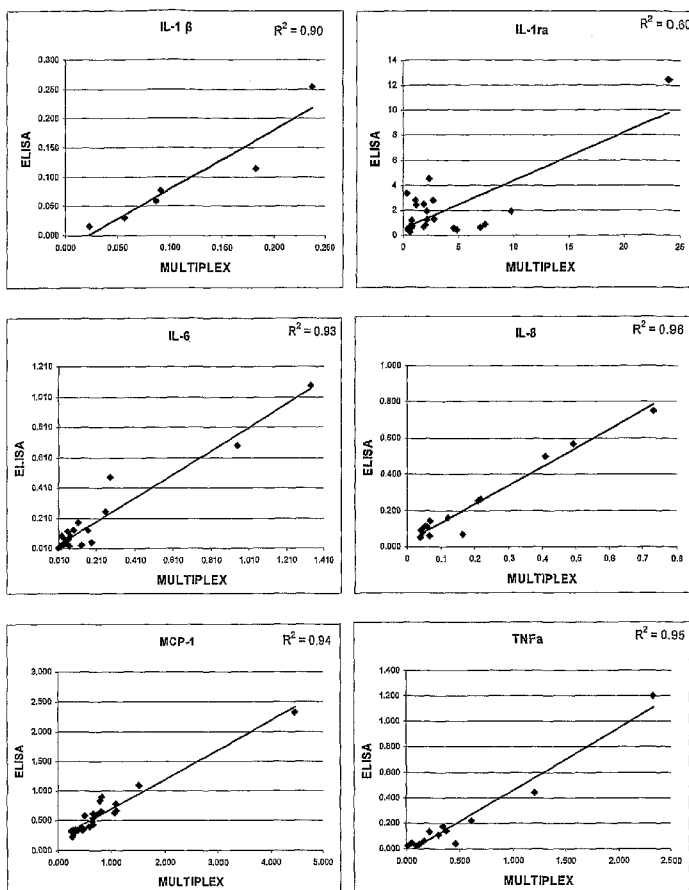 IL-1 β
R² = 0.90
ELISA
0.300
0.250
0.200
0.150
0.100
0.050
0.000
0.000 0.050 0.100 0.150 0.200 0.250
MULTIPLEX
IL-1ra
R² = 0.60
ELISA
14
12
10
8
6
4
2
0
0 5 10 15 20 25
MULTIPLEX
IL-6
R² = 0.93
ELISA
1.210
1.010
0.810
0.610
0.410
0.210
0.010
0.010 0.210 0.410 0.610 0.810 1.010 1.210 1.410
MULTIPLEX
IL-8
R² = 0.96
ELISA
1.000
0.800
0.600
0.400
0.200
0.000
0 0.1 0.2 0.3 0.4 0.5 0.6 0.7 0.8
MULTIPLEX
MCP-1
R² = 0.94
ELISA
3.000
2.500
2.000
1.500
1.000
0.500
0.000
0.000 1.000 2.000 3.000 4.000 5.000
MULTIPLEX
TNFa
R² = 0.95
ELISA
1.400
1.200
1.000
0.800
0.600
0.400
0.200
0.000
0.000 0.500 1.000 1.500 2.000 2.500
MULTIPLEX